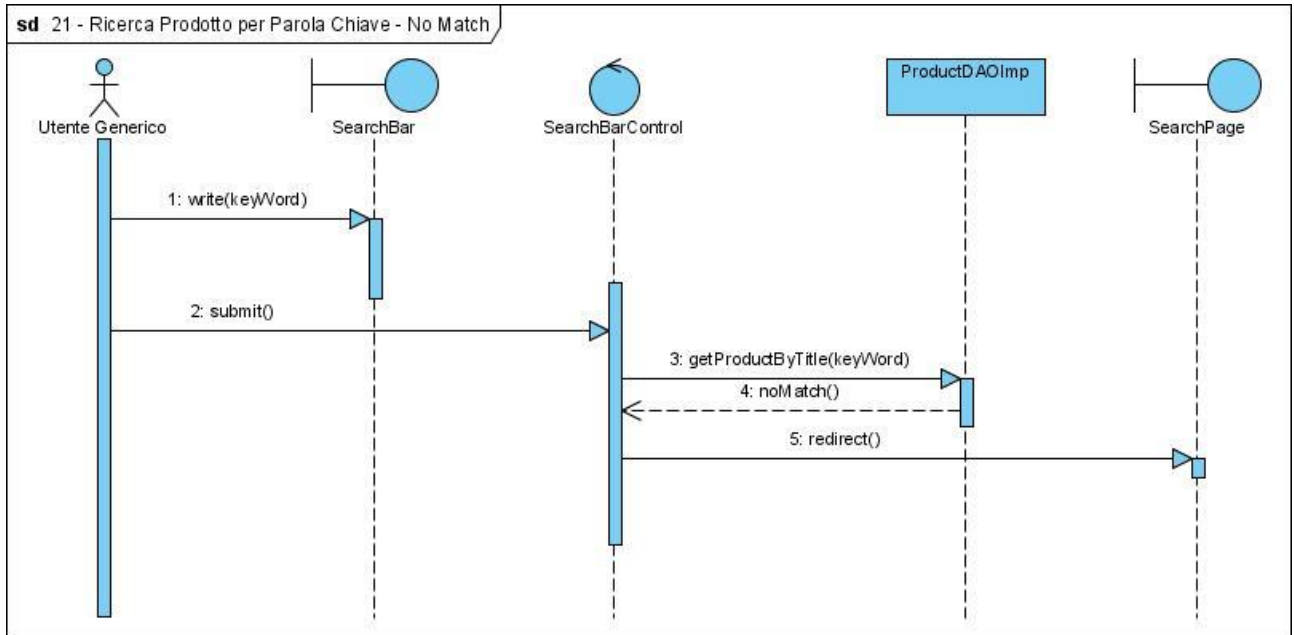 sd 21 - Ricerca Prodotto per Parola Chiave - No Match
ProductDAOImp
Utente Generico
SearchBar
SearchBarControl
SearchPage
1: write(keyWord)
2: submit()
3: getProductByTitle(keyWord)
4: noMatch()
5: redirect()